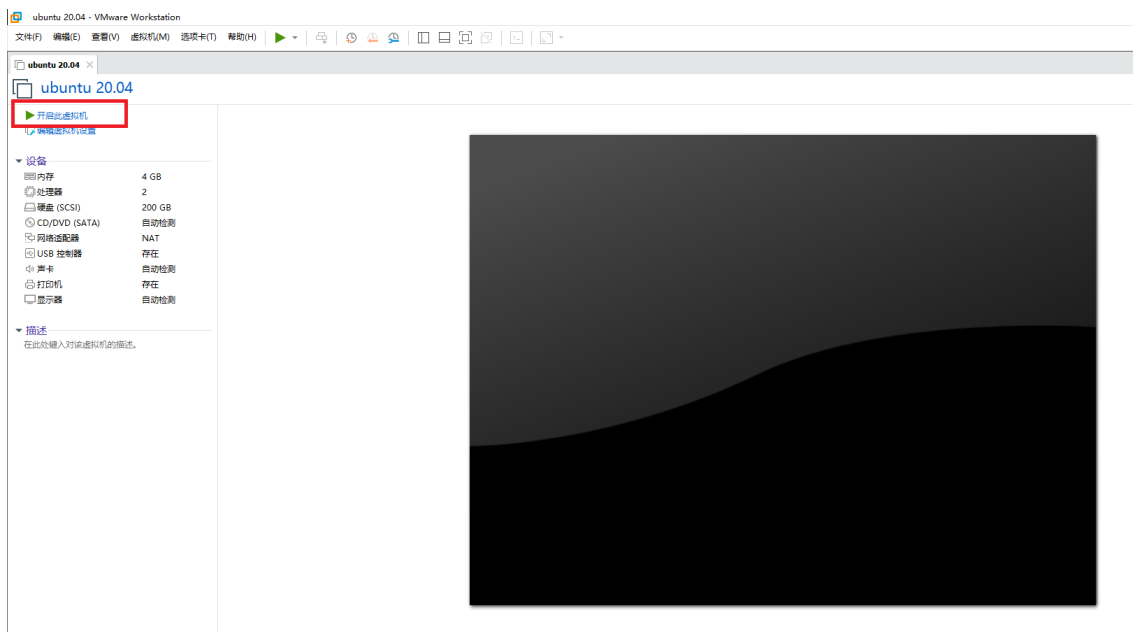 ubuntu 20.04 - VMware Workstation
文件(F) 编辑(E) 查看(V) 虚拟机(M) 选项卡(T) 帮助(H)
ubuntu 20.04
ubuntu 20.04
开启此虚拟机
编辑虚拟机设置
设备
内存 4 GB
处理器 2
硬盘 (SCSI) 200 GB
CD/DVD (SATA) 自动检测
网络适配器 NAT
USB 控制器 存在
声卡 自动检测
打印机 存在
显示器 自动检测
描述
在此处键入对该虚拟机的描述。